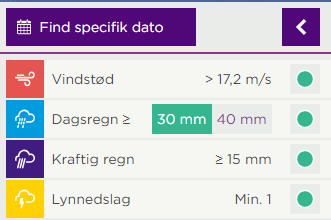 Find specifik dato
Vindstød > 17,2 m/s
Dagsregn ≥ 30 mm 40 mm
Kraftig regn ≥ 15 mm
Lynnedslag Min. 1